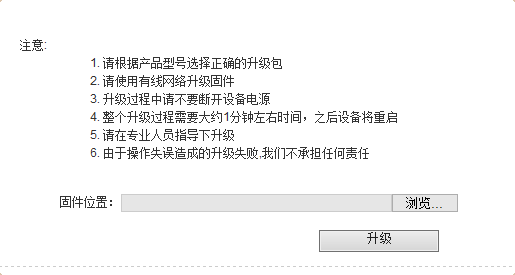 注意:
1. 请根据产品型号选择正确的升级包
2. 请使用有线网络升级固件
3. 升级过程中请不要断开设备电源
4. 整个升级过程需要大约1分钟左右时间，之后设备将重启
5. 请在专业人员指导下升级
6. 由于操作失误造成的升级失败,我们不承担任何责任
固件位置： 浏览...
升级